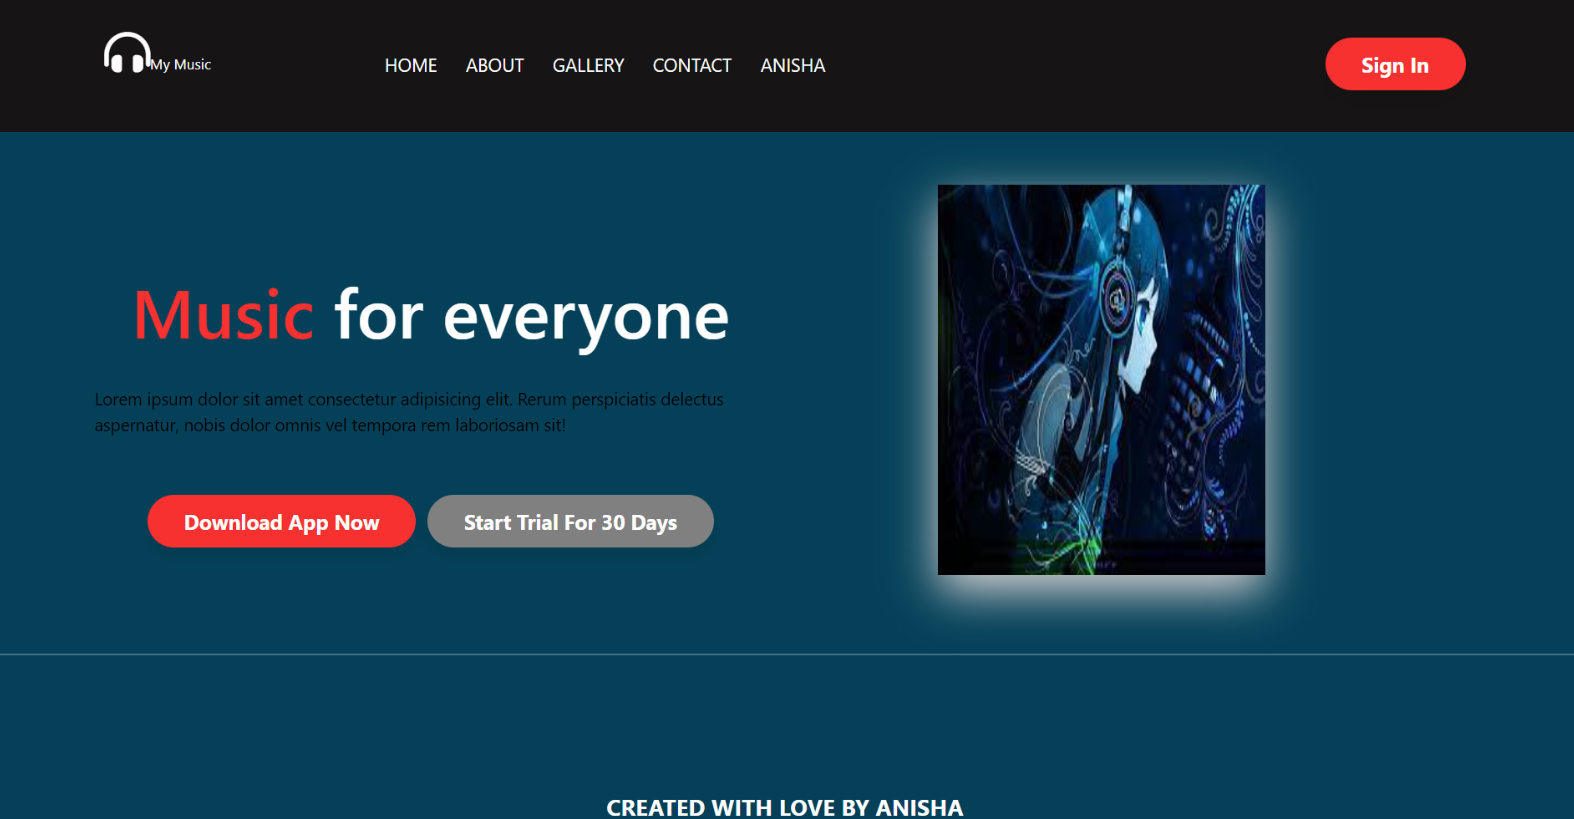 My Music
HOME ABOUT GALLERY CONTACT ANISHA
Sign In
Music for everyone
Lorem ipsum dolor sit amet consectetur adipisicing elit. Rerum perspiciatis delectus
aspernatur, nobis dolor omnis vel tempora rem laboriosam sit!
Download App Now
Start Trial For 30 Days
CREATED WITH LOVE BY ANISHA